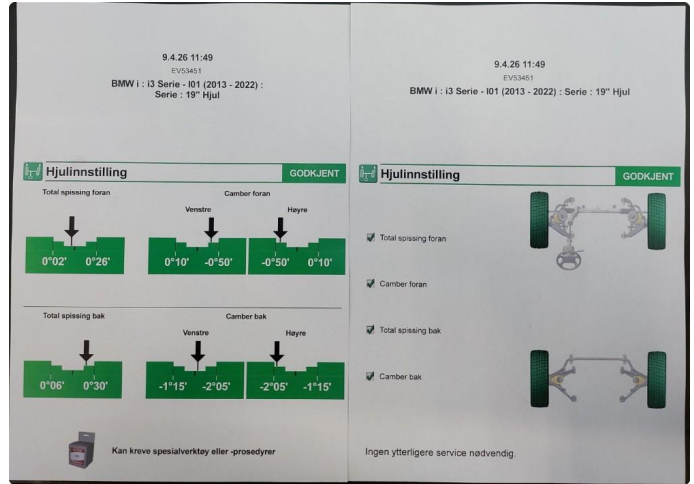 9.4.26 11:49
EV53451
BMW i : i3 Serie - I01 (2013 - 2022) :
Serie : 19" Hjul
Hjulinnstilling GODKJENT
Total spissing foran Camber foran
Venstre Høyre
0°02' 0°26' 0°10' -0°50' -0°50' 0°10'
Total spissing bak Camber bak
Venstre Høyre
0°06' 0°30' -1°15' -2°05' -2°05' -1°15'
Kan kreve spesialverktøy eller -prosedyrer
9.4.26 11:49
EV53451
BMW i : i3 Serie - I01 (2013 - 2022) : Serie : 19" Hjul
Hjulinnstilling GODKJENT
Total spissing foran
Camber foran
Total spissing bak
Camber bak
Ingen ytterligere service nødvendig.